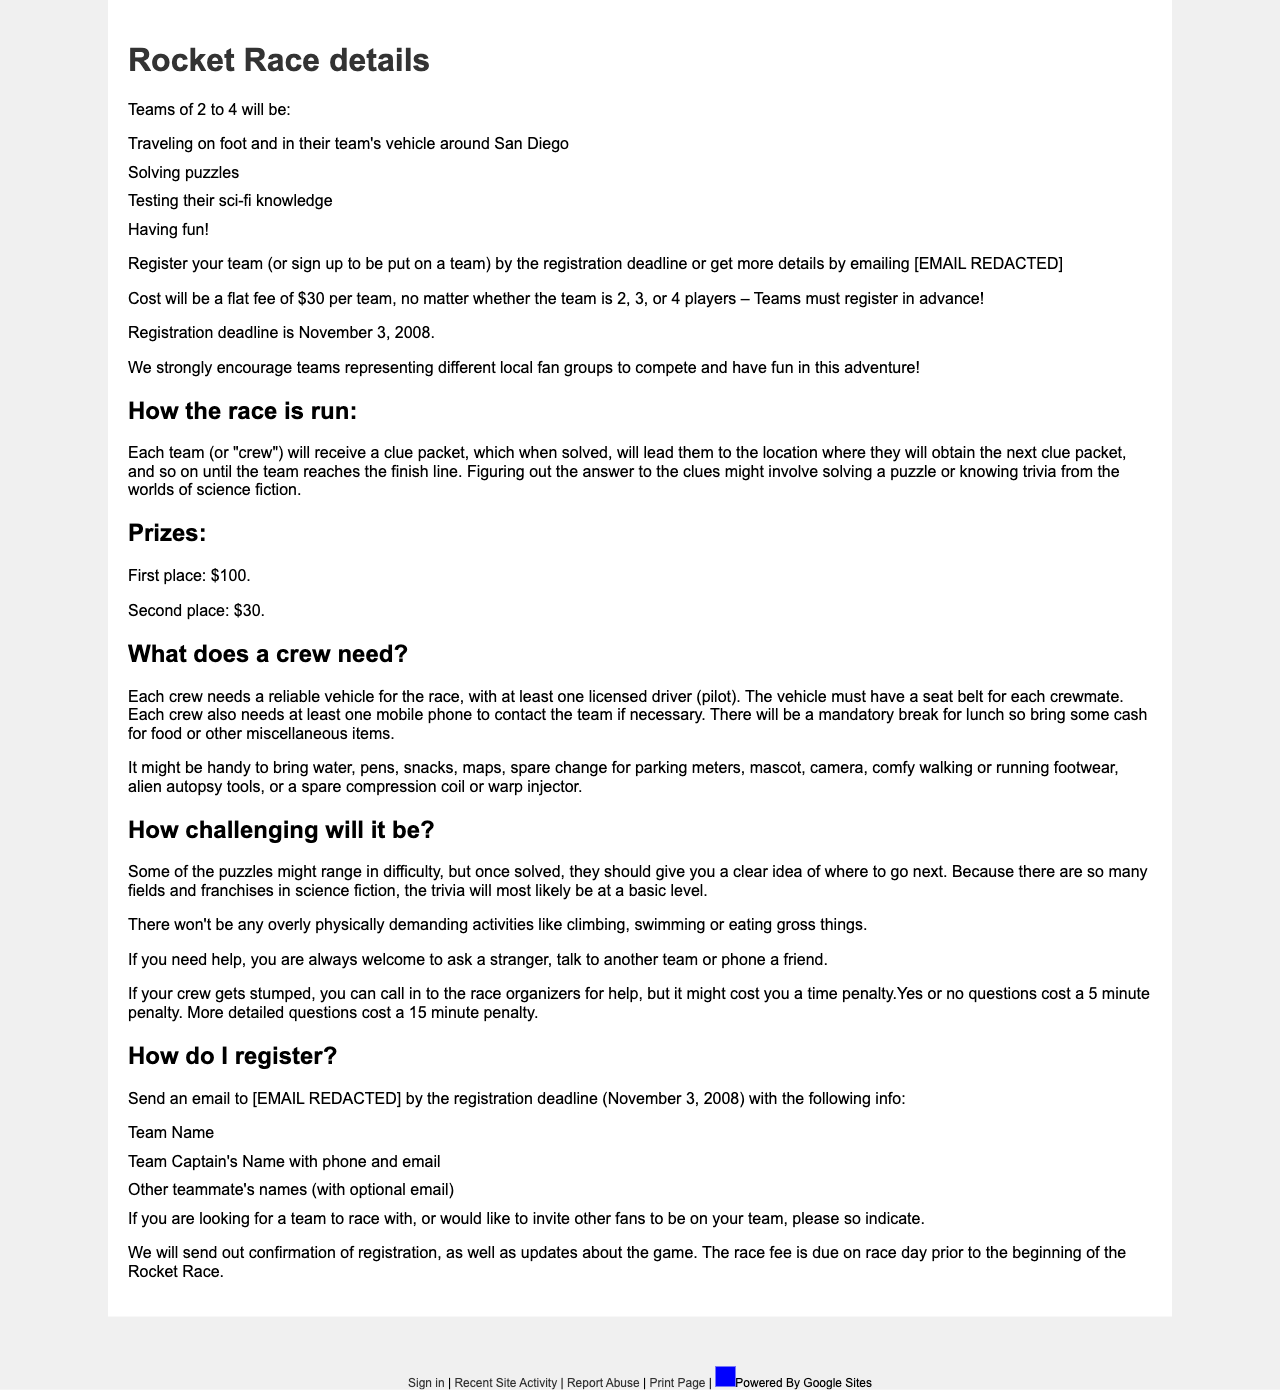 Rocket Race details
Teams of 2 to 4 will be:
Traveling on foot and in their team's vehicle around San Diego
Solving puzzles
Testing their sci-fi knowledge
Having fun!
Register your team (or sign up to be put on a team) by the registration deadline or get more details by emailing [EMAIL REDACTED]
Cost will be a flat fee of $30 per team, no matter whether the team is 2, 3, or 4 players – Teams must register in advance!
Registration deadline is November 3, 2008.
We strongly encourage teams representing different local fan groups to compete and have fun in this adventure!
How the race is run:
Each team (or "crew") will receive a clue packet, which when solved, will lead them to the location where they will obtain the next clue packet,
and so on until the team reaches the finish line. Figuring out the answer to the clues might involve solving a puzzle or knowing trivia from the
worlds of science fiction.
Prizes:
First place: $100.
Second place: $30.
What does a crew need?
Each crew needs a reliable vehicle for the race, with at least one licensed driver (pilot). The vehicle must have a seat belt for each crewmate.
Each crew also needs at least one mobile phone to contact the team if necessary. There will be a mandatory break for lunch so bring some cash
for food or other miscellaneous items.
It might be handy to bring water, pens, snacks, maps, spare change for parking meters, mascot, camera, comfy walking or running footwear,
alien autopsy tools, or a spare compression coil or warp injector.
How challenging will it be?
Some of the puzzles might range in difficulty, but once solved, they should give you a clear idea of where to go next. Because there are so many
fields and franchises in science fiction, the trivia will most likely be at a basic level.
There won't be any overly physically demanding activities like climbing, swimming or eating gross things.
If you need help, you are always welcome to ask a stranger, talk to another team or phone a friend.
If your crew gets stumped, you can call in to the race organizers for help, but it might cost you a time penalty.Yes or no questions cost a 5 minute
penalty. More detailed questions cost a 15 minute penalty.
How do I register?
Send an email to [EMAIL REDACTED] by the registration deadline (November 3, 2008) with the following info:
Team Name
Team Captain's Name with phone and email
Other teammate's names (with optional email)
If you are looking for a team to race with, or would like to invite other fans to be on your team, please so indicate.
We will send out confirmation of registration, as well as updates about the game. The race fee is due on race day prior to the beginning of the
Rocket Race.
Sign in | Recent Site Activity | Report Abuse | Print Page | Powered By Google Sites